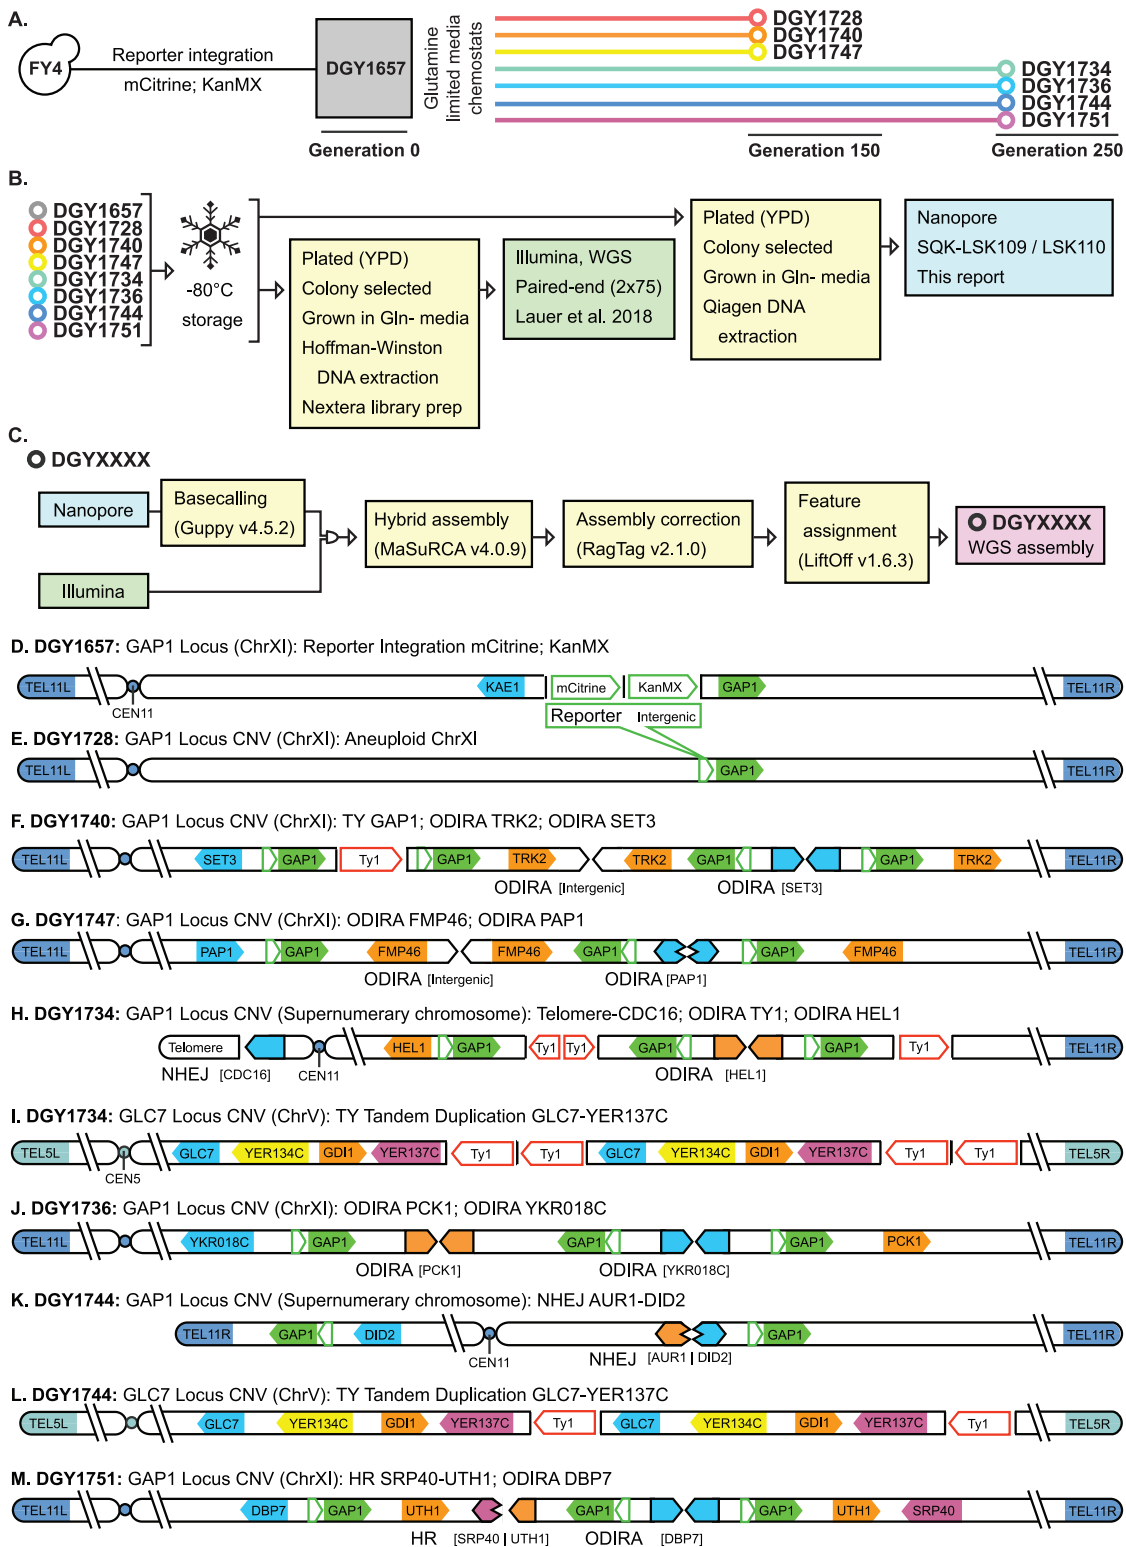 A.
FY4
Reporter integration
mCitrine; KanMX
DGY1657
Generation 0
Glutamine
limited media
chemostats
DGY1728
DGY1740
DGY1747
DGY1734
DGY1736
DGY1744
DGY1751
Generation 150
Generation 250
B.
DGY1657
DGY1728
DGY1740
DGY1747
DGY1734
DGY1736
DGY1744
DGY1751
-80°C
storage
Plated (YPD)
Colony selected
Grown in Gln- media
Hoffman-Winston
DNA extraction
Nextera library prep
Illumina, WGS
Paired-end (2x75)
Lauer et al. 2018
Plated (YPD)
Colony selected
Grown in Gln- media
Qiagen DNA
extraction
Nanopore
SQK-LSK109 / LSK110
This report
C.
DGYXXXX
Nanopore
Illumina
Basecalling
(Guppy v4.5.2)
Hybrid assembly
(MaSuRCA v4.0.9)
Assembly correction
(RagTag v2.1.0)
Feature
assignment
(LiftOff v1.6.3)
DGYXXXX
WGS assembly
D. DGY1657: GAP1 Locus (ChrXI): Reporter Integration mCitrine; KanMX
TEL11L KAE1 mCitrine KanMX GAP1 TEL11R
CEN11
Reporter Intergenic
E. DGY1728: GAP1 Locus CNV (ChrXI): Aneuploid ChrXI
TEL11L GAP1 TEL11R
F. DGY1740: GAP1 Locus CNV (ChrXI): TY GAP1; ODIRA TRK2; ODIRA SET3
TEL11L SET3 GAP1 Ty1 GAP1 TRK2 TRK2 GAP1 GAP1 TRK2 TEL11R
ODIRA [Intergenic] ODIRA [SET3]
G. DGY1747: GAP1 Locus CNV (ChrXI): ODIRA FMP46; ODIRA PAP1
TEL11L PAP1 GAP1 FMP46 FMP46 GAP1 GAP1 FMP46 TEL11R
ODIRA [Intergenic] ODIRA [PAP1]
H. DGY1734: GAP1 Locus CNV (Supernumerary chromosome): Telomere-CDC16; ODIRA TY1; ODIRA HEL1
Telomere HEL1 GAP1 Ty1 Ty1 GAP1 GAP1 Ty1 TEL11R
NHEJ [CDC16] CEN11 ODIRA [HEL1]
I. DGY1734: GLC7 Locus CNV (ChrV): TY Tandem Duplication GLC7-YER137C
TEL5L GLC7 YER134C GDI1 YER137C Ty1 Ty1 GLC7 YER134C GDI1 YER137C Ty1 Ty1 TEL5R
CEN5
J. DGY1736: GAP1 Locus CNV (ChrXI): ODIRA PCK1; ODIRA YKR018C
TEL11L YKR018C GAP1 GAP1 GAP1 PCK1 TEL11R
ODIRA [PCK1] ODIRA [YKR018C]
K. DGY1744: GAP1 Locus CNV (Supernumerary chromosome): NHEJ AUR1-DID2
TEL11R GAP1 DID2 GAP1 TEL11R
CEN11 NHEJ [AUR1 | DID2]
L. DGY1744: GLC7 Locus CNV (ChrV): TY Tandem Duplication GLC7-YER137C
TEL5L GLC7 YER134C GDI1 YER137C Ty1 GLC7 YER134C GDI1 YER137C Ty1 TEL5R
M. DGY1751: GAP1 Locus CNV (ChrXI): HR SRP40-UTH1; ODIRA DBP7
TEL11L DBP7 GAP1 UTH1 GAP1 GAP1 UTH1 SRP40 TEL11R
HR [SRP40 | UTH1] ODIRA [DBP7]